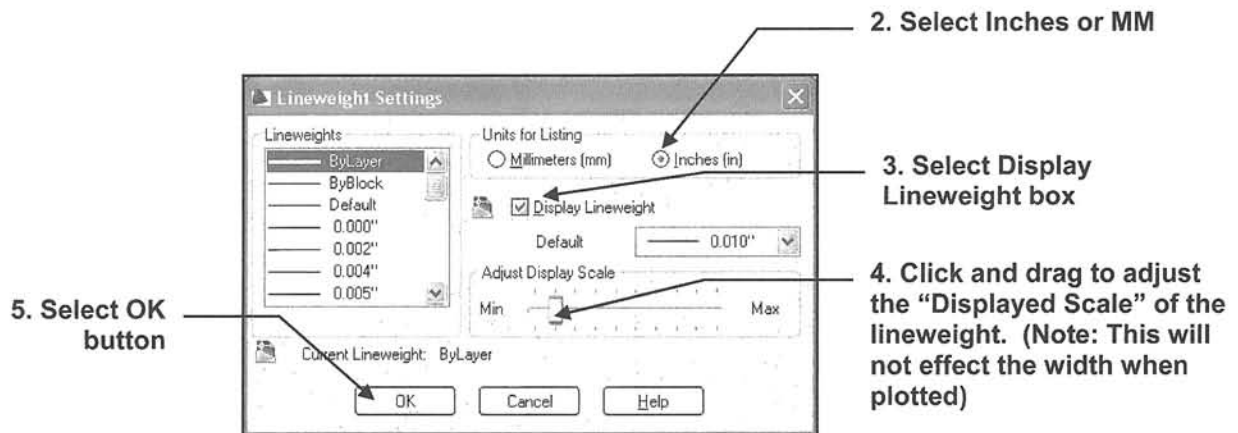 2. Select Inches or MM
Lineweight Settings
Lineweights
ByLayer
ByBlock
Default
0.000"
0.002"
0.004"
0.005"
Units for Listing
Millimeters (mm)
Inches (in)
Display Lineweight
Default
0.010"
Adjust Display Scale
Min
Max
3. Select Display
Lineweight box
4. Click and drag to adjust
the “Displayed Scale” of the
lineweight. (Note: This will
not effect the width when
plotted)
5. Select OK
button
Current Lineweight: ByLayer
OK
Cancel
Help